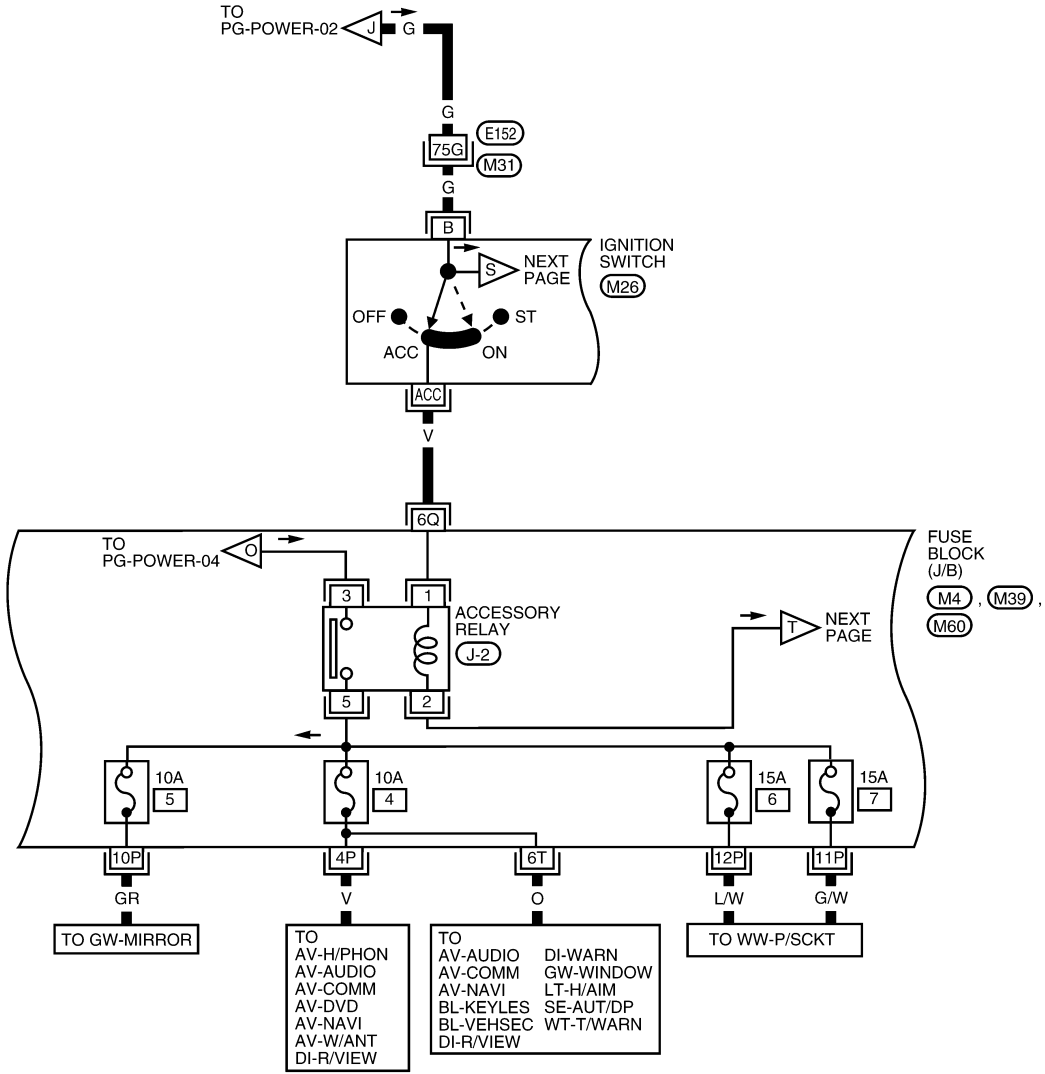 TO
PG-POWER-02
J
G
G
75G
E152
M31
G
B
IGNITION
SWITCH
M26
S
NEXT
PAGE
OFF
ST
ACC
ON
ACC
V
6Q
FUSE
BLOCK
(J/B)
M4 , M39 ,
M60
TO
PG-POWER-04
O
3
1
ACCESSORY
RELAY
J-2
T
NEXT
PAGE
5
2
10A
5
10A
4
15A
6
15A
7
10P
4P
6T
12P
11P
GR
V
O
L/W
G/W
TO GW-MIRROR
TO
AV-H/PHON
AV-AUDIO
AV-COMM
AV-DVD
AV-NAVI
AV-W/ANT
DI-R/VIEW
TO
AV-AUDIO
AV-COMM
AV-NAVI
BL-KEYLES
BL-VEHSEC
DI-R/VIEW
DI-WARN
GW-WINDOW
LT-H/AIM
SE-AUT/DP
WT-T/WARN
TO WW-P/SCKT